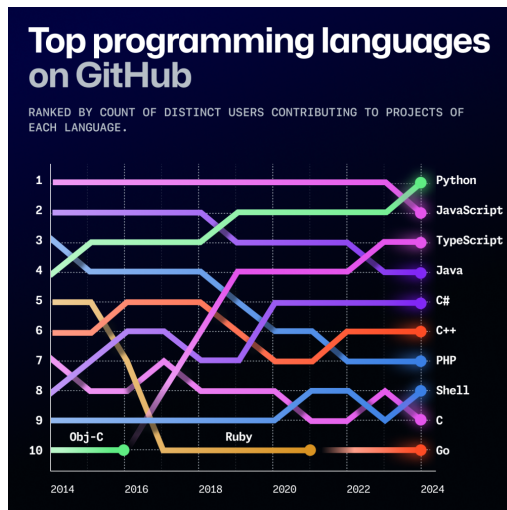 Top programming languages
on GitHub
RANKED BY COUNT OF DISTINCT USERS CONTRIBUTING TO PROJECTS OF
EACH LANGUAGE.
1 Python
2 JavaScript
3 TypeScript
4 Java
5 C#
6 C++
7 PHP
8 Shell
9 C
Obj-C Ruby
10 Go
2014 2016 2018 2020 2022 2024